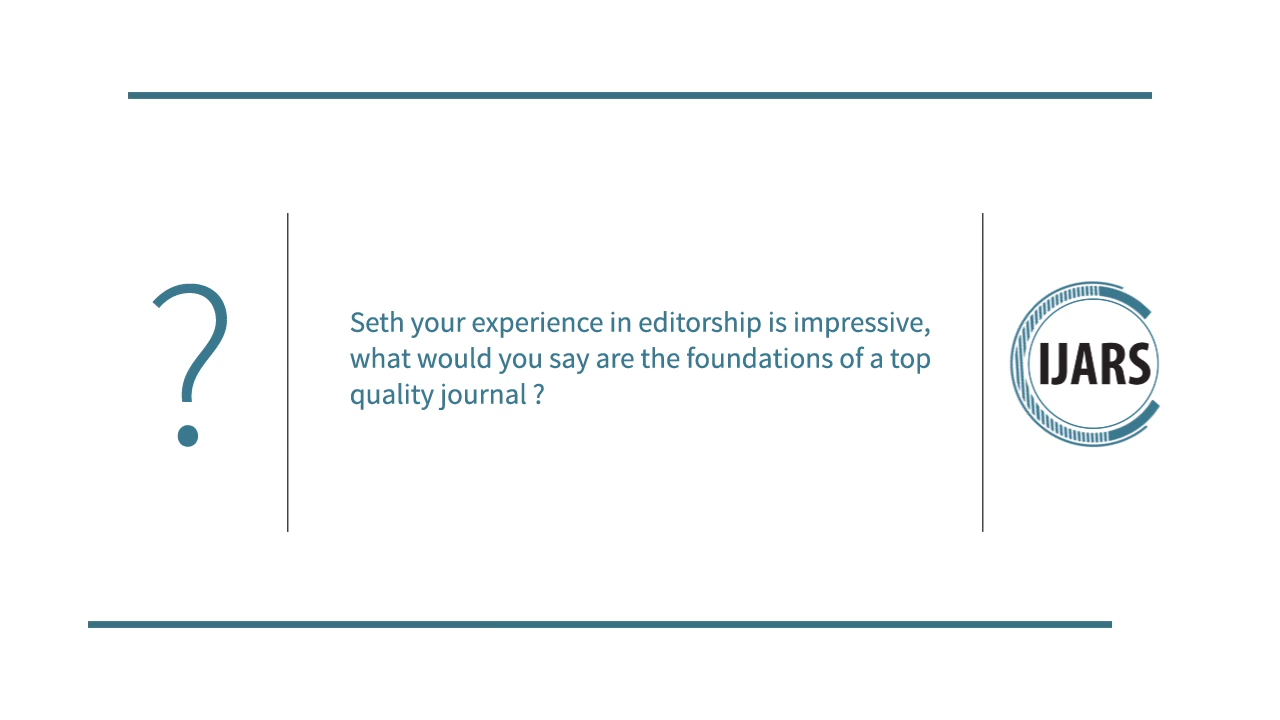 ?
Seth your experience in editorship is impressive,
what would you say are the foundations of a top
quality journal ?
IJARS